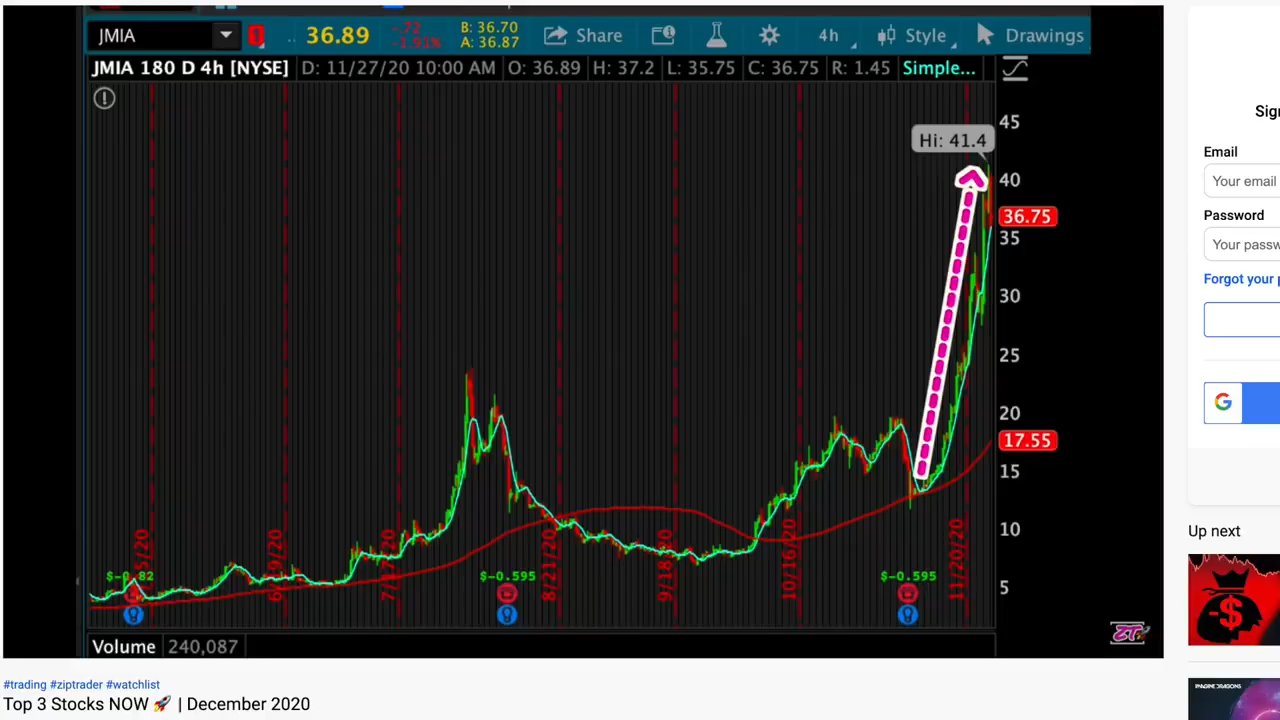 JMIA
36.89
-.72
-1.91%
B: 36.70
A: 36.87
Share
4h
Style
Drawings
JMIA 180 D 4h [NYSE]
D: 11/27/20 10:00 AM
O: 36.89
H: 37.2
L: 35.75
C: 36.75
R: 1.45
Simple...
Hi: 41.4
45
40
36.75
35
30
25
20
17.55
15
10
5
6/19/20
7/17/20
8/21/20
9/18/20
10/16/20
11/20/20
$-0.82
$-0.595
$-0.595
Volume
240,087
ZT
#trading #ziptrader #watchlist
Top 3 Stocks NOW 🚀 | December 2020
Sign
Email
Your email
Password
Your passw
Forgot your p
G
Up next
-$
IMAGINE DRAGONS